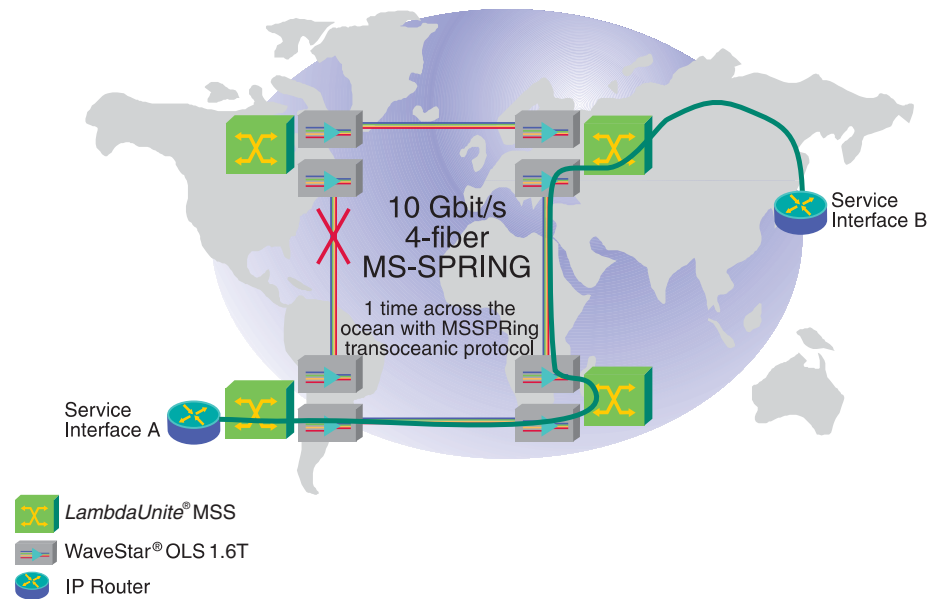 10 Gbit/s
4-fiber
MS-SPRING
1 time across the
ocean with MSSPRing
transoceanic protocol
Service
Interface B
Service
Interface A
LambdaUnite® MSS
WaveStar® OLS 1.6T
IP Router